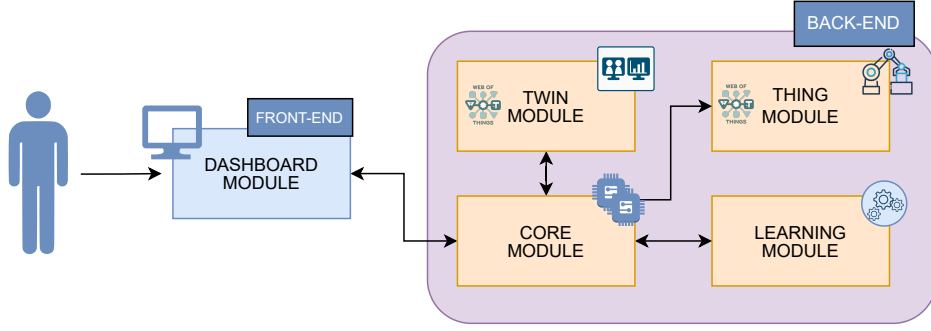 BACK-END
FRONT-END
DASHBOARD
MODULE
WEB OF
THINGS
TWIN
MODULE
WEB OF
THINGS
THING
MODULE
CORE
MODULE
LEARNING
MODULE